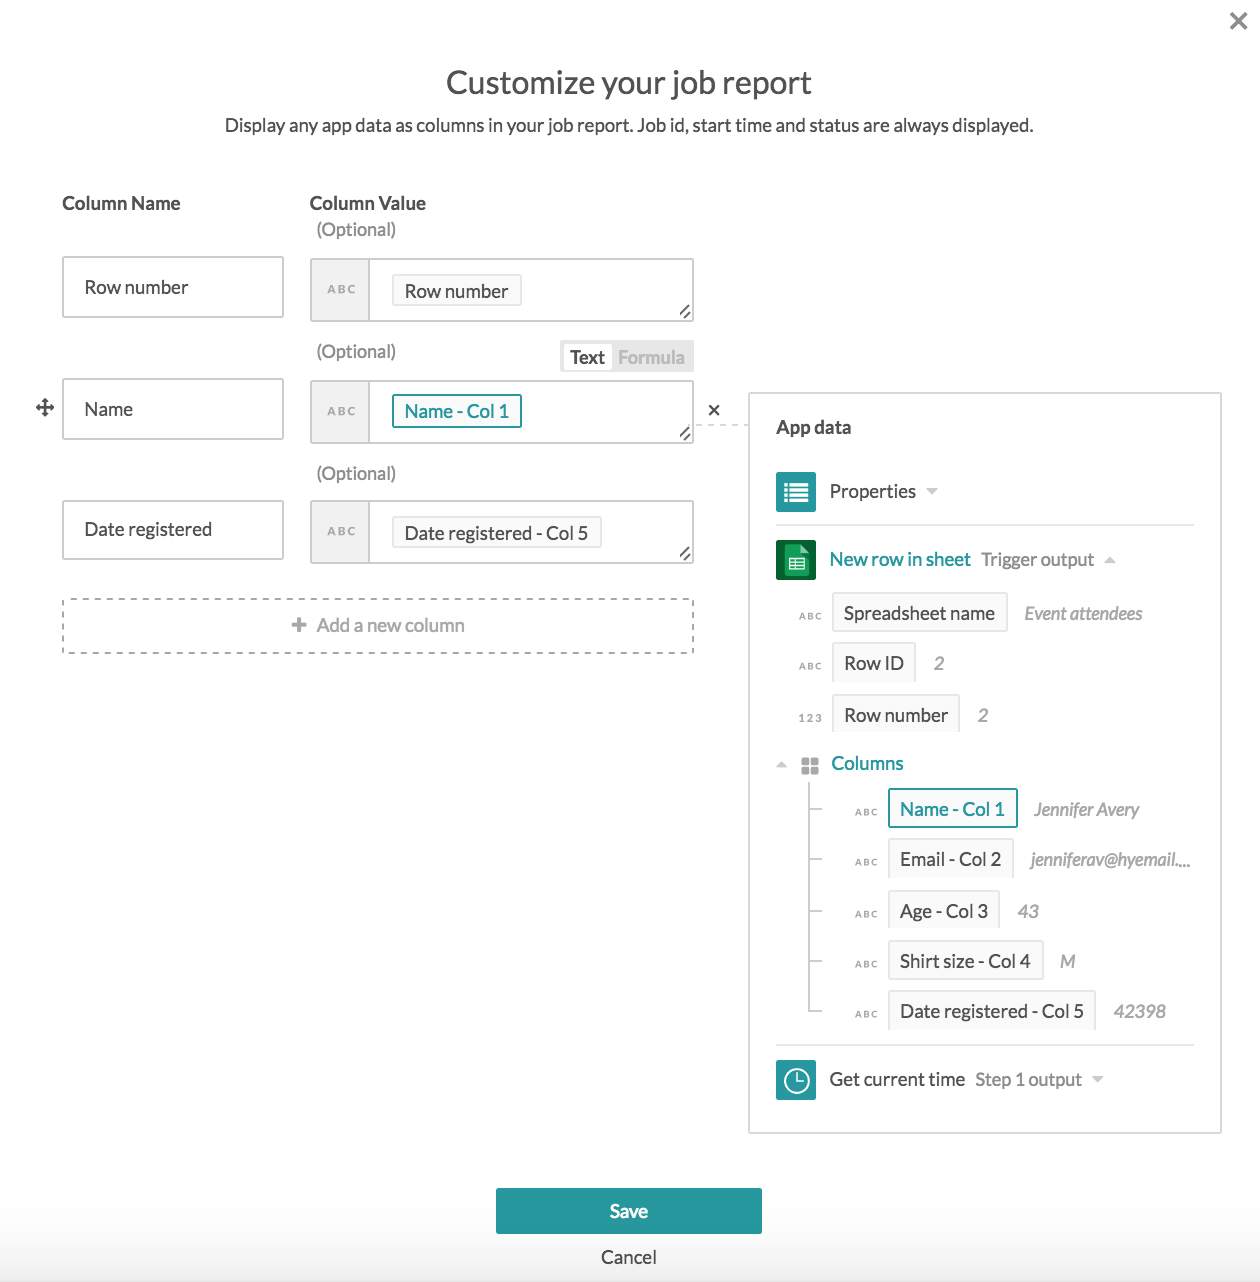 Customize your job report
Display any app data as columns in your job report. Job id, start time and status are always displayed.
Column Name
Column Value
(Optional)
Row number
ABC
Row number
(Optional)
Text Formula
Name
ABC
Name - Col 1
(Optional)
Date registered
ABC
Date registered - Col 5
Add a new column
App data
Properties
New row in sheet Trigger output
ABC Spreadsheet name Event attendees
ABC Row ID 2
123 Row number 2
Columns
ABC Name - Col 1 Jennifer Avery
ABC Email - Col 2 jenniferav@hyemail....
ABC Age - Col 3 43
ABC Shirt size - Col 4 M
ABC Date registered - Col 5 42398
Get current time Step 1 output
Save
Cancel